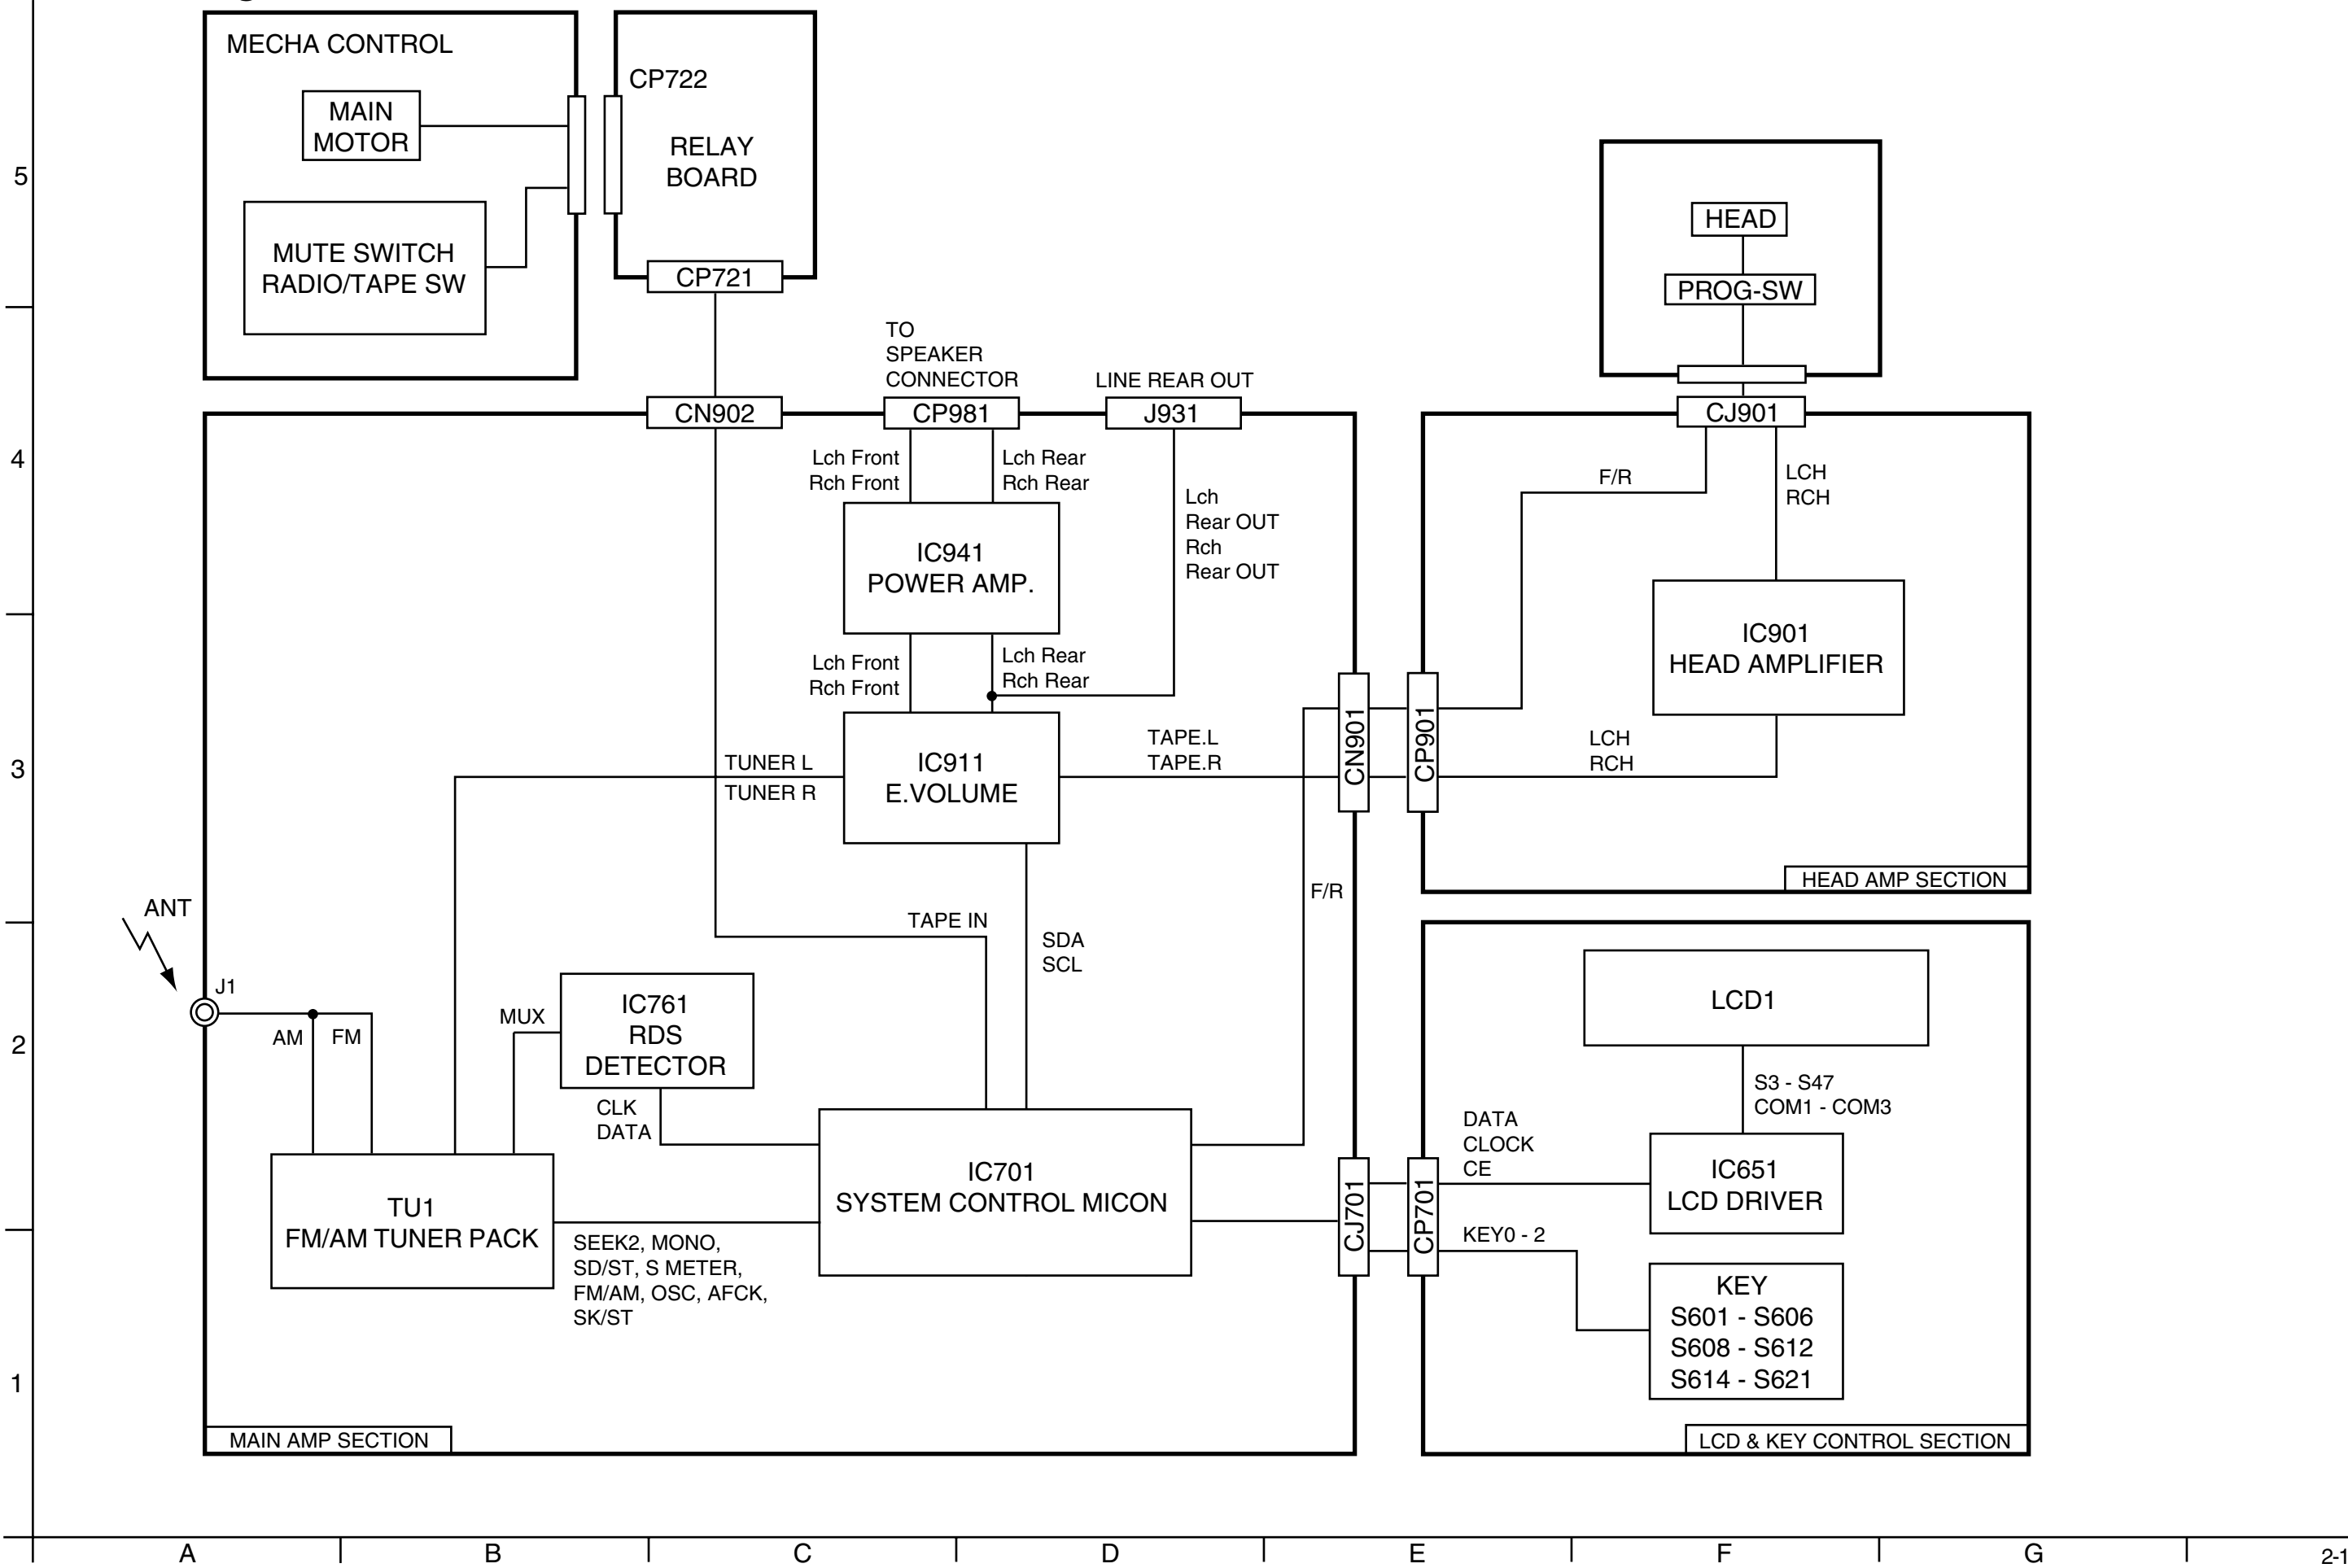 MECHA CONTROL
MAIN
MOTOR
MUTE SWITCH
RADIO/TAPE SW
CP722
RELAY
BOARD
CP721
HEAD
PROG-SW
TO
SPEAKER
CONNECTOR
LINE REAR OUT
CN902
CP981
J931
CJ901
Lch Front
Rch Front
Lch Rear
Rch Rear
Lch
Rear OUT
Rch
Rear OUT
F/R
LCH
RCH
IC941
POWER AMP.
IC901
HEAD AMPLIFIER
Lch Front
Rch Front
Lch Rear
Rch Rear
TUNER L
TUNER R
IC911
E.VOLUME
TAPE.L
TAPE.R
CN901
CP901
LCH
RCH
HEAD AMP SECTION
F/R
TAPE IN
SDA
SCL
ANT
J1
AM
FM
MUX
IC761
RDS
DETECTOR
CLK
DATA
LCD1
S3 - S47
COM1 - COM3
DATA
CLOCK
CE
IC651
LCD DRIVER
TU1
FM/AM TUNER PACK
IC701
SYSTEM CONTROL MICON
CJ701
CP701
KEY0 - 2
SEEK2, MONO,
SD/ST, S METER,
FM/AM, OSC, AFCK,
SK/ST
KEY
S601 - S606
S608 - S612
S614 - S621
MAIN AMP SECTION
LCD & KEY CONTROL SECTION
5
4
3
2
1
A
B
C
D
E
F
G
2-1